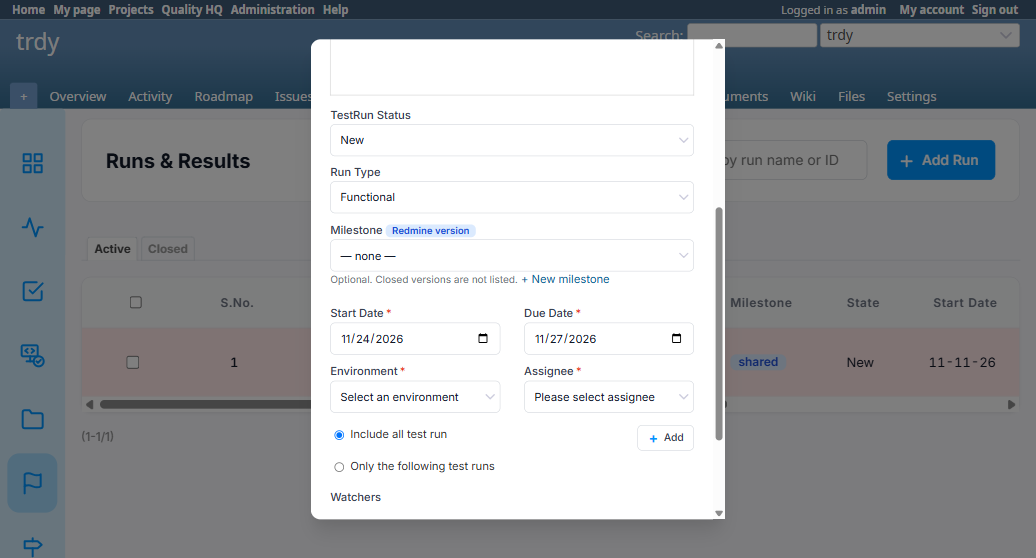 Home My page Projects Quality HQ Administration Help Logged in as admin My account Sign out
trdy
Search: trdy
+ Overview Activity Roadmap Issues Wiki Files Settings
Runs & Results
by run name or ID
+ Add Run
Active Closed
S.No. Milestone State Start Date
1 shared New 11-11-26
(1-1/1)
TestRun Status
New
Run Type
Functional
Milestone Redmine version
— none —
Optional. Closed versions are not listed. + New milestone
Start Date * Due Date *
11/24/2026 11/27/2026
Environment * Assignee *
Select an environment Please select assignee
Include all test run
+ Add
Only the following test runs
Watchers